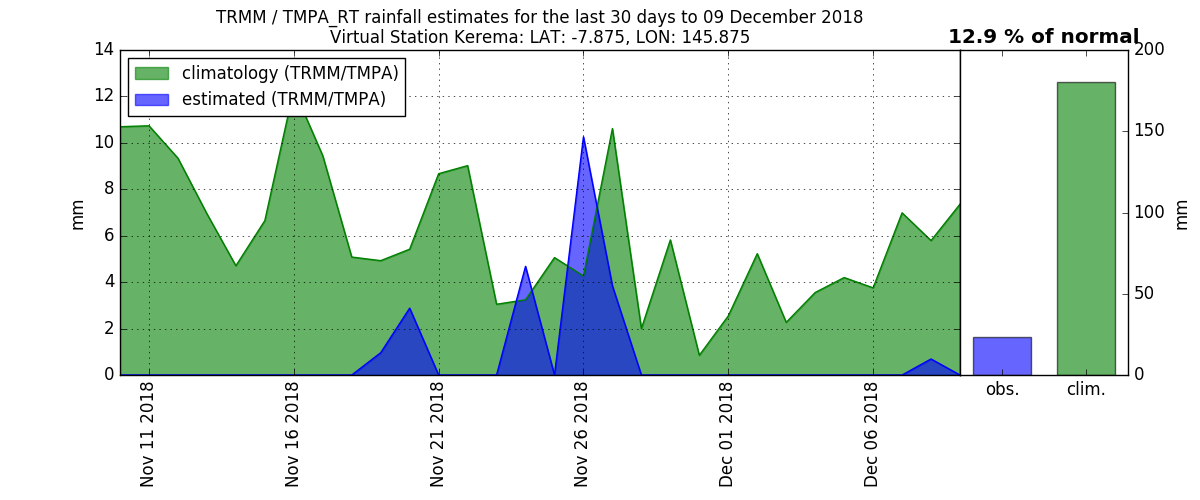 TRMM / TMPA_RT rainfall estimates for the last 30 days to 09 December 2018
Virtual Station Kerema: LAT: -7.875, LON: 145.875
12.9 % of normal
climatology (TRMM/TMPA)
estimated (TRMM/TMPA)
14
12
10
8
6
4
2
0
mm
Nov 11 2018
Nov 16 2018
Nov 21 2018
Nov 26 2018
Dec 01 2018
Dec 06 2018
obs.
clim.
200
150
100
50
0
mm